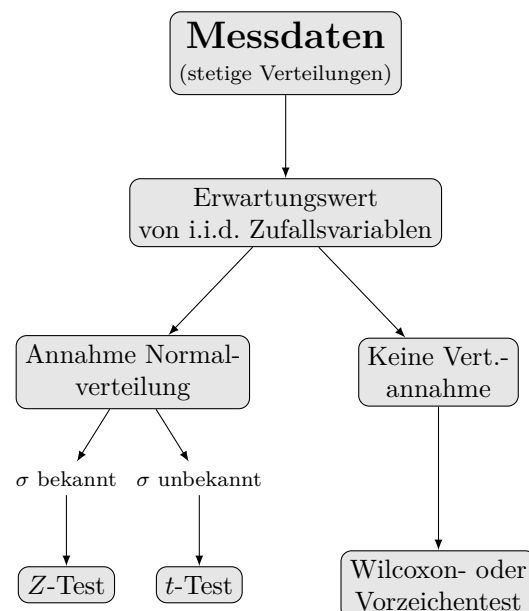 Messdaten
(stetige Verteilungen)
Erwartungswert
von i.i.d. Zufallsvariablen
Annahme Normal-
verteilung
Keine Vert.-
annahme
σ bekannt
σ unbekannt
Z-Test
t-Test
Wilcoxon- oder
Vorzeichentest